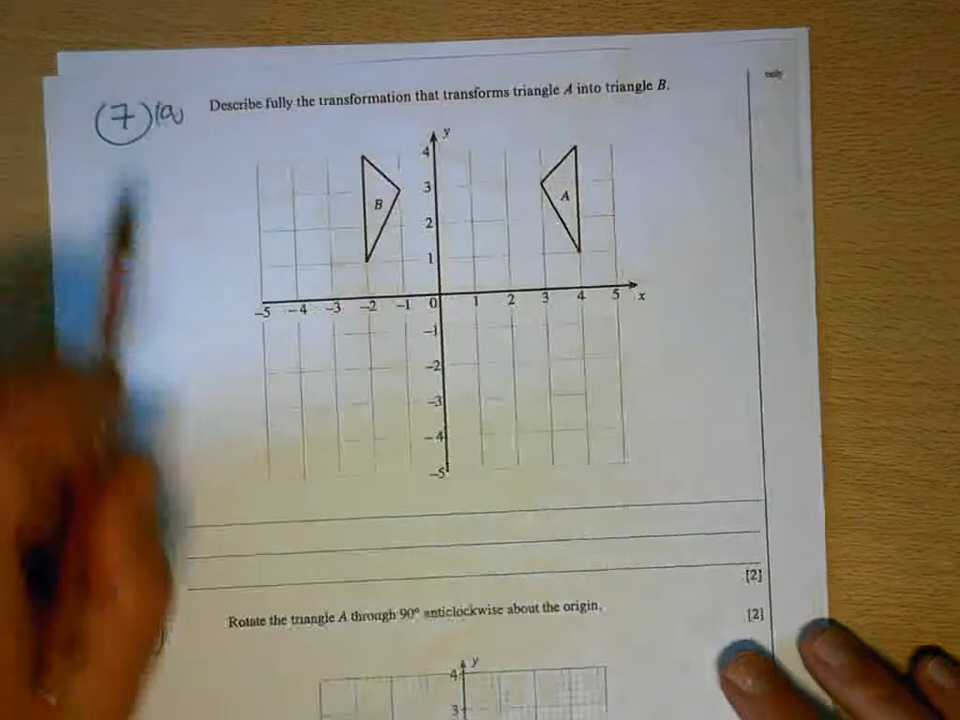 (7)(a)
Describe fully the transformation that transforms triangle A into triangle B.
y
4
3
2
1
B
A
-5 -4 -3 -2 -1 0 1 2 3 4 5 x
-1
-2
-3
-4
-5
[2]
Rotate the triangle A through 90° anticlockwise about the origin.
[2]
y
4
3